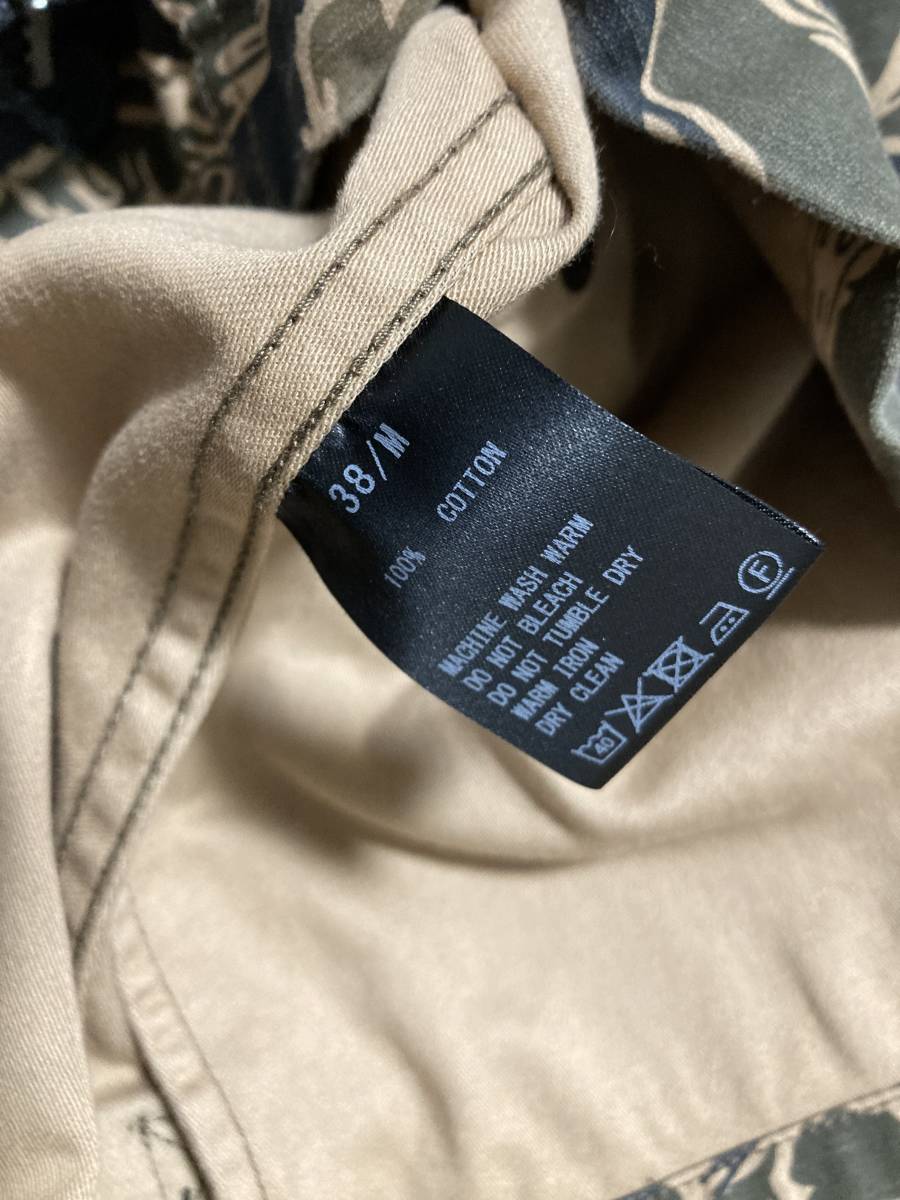 38/M
100% COTTON
MACHINE WASH WARM
DO NOT BLEACH
DO NOT TUMBLE DRY
WARM IRON
DRY CLEAN
40 F